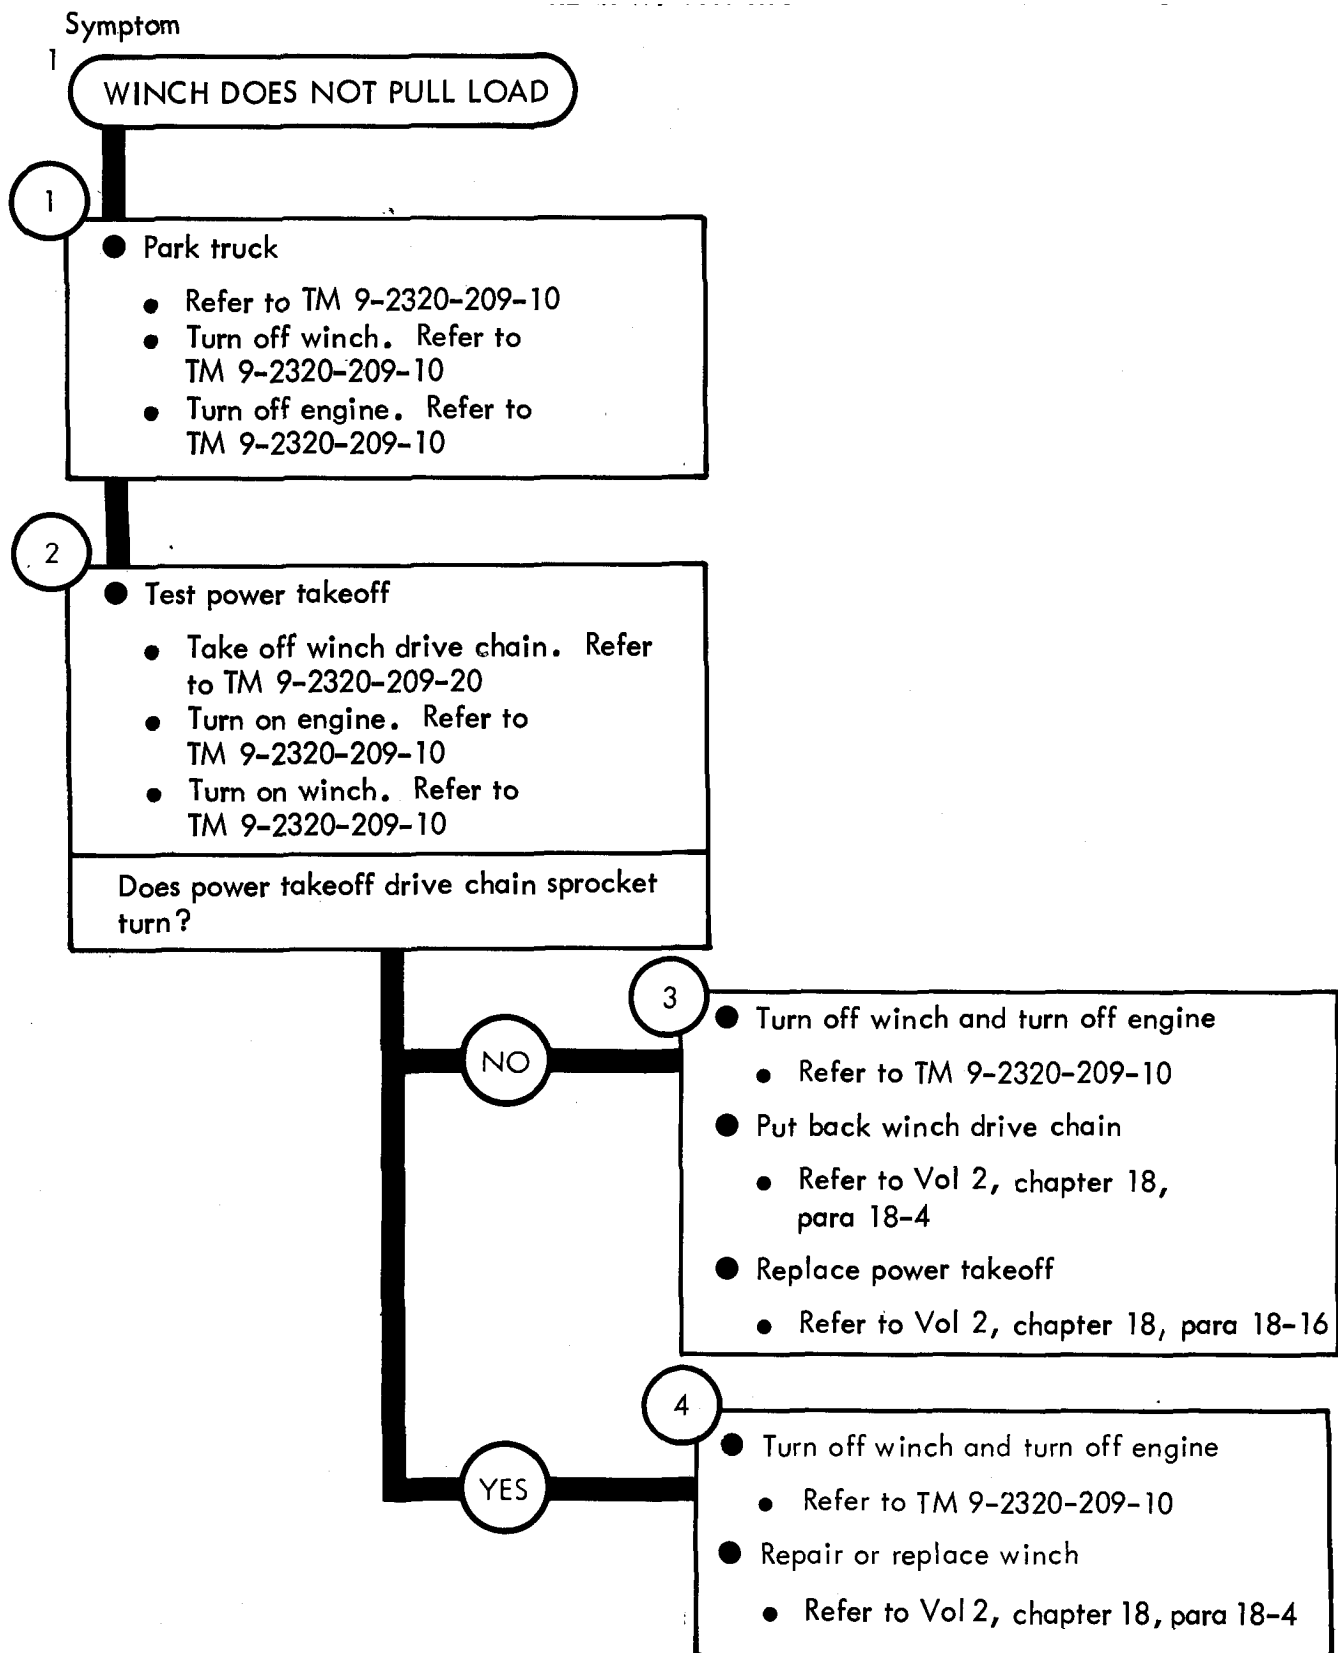 Symptom
1
WINCH DOES NOT PULL LOAD
1
● Park truck
● Refer to TM 9-2320-209-10
● Turn off winch. Refer to
TM 9-2320-209-10
● Turn off engine. Refer to
TM 9-2320-209-10
2
● Test power takeoff
● Take off winch drive chain. Refer
to TM 9-2320-209-20
● Turn on engine. Refer to
TM 9-2320-209-10
● Turn on winch. Refer to
TM 9-2320-209-10
Does power takeoff drive chain sprocket
turn?
NO
3
● Turn off winch and turn off engine
● Refer to TM 9-2320-209-10
● Put back winch drive chain
● Refer to Vol 2, chapter 18,
para 18-4
● Replace power takeoff
● Refer to Vol 2, chapter 18, para 18-16
YES
4
● Turn off winch and turn off engine
● Refer to TM 9-2320-209-10
● Repair or replace winch
● Refer to Vol 2, chapter 18, para 18-4